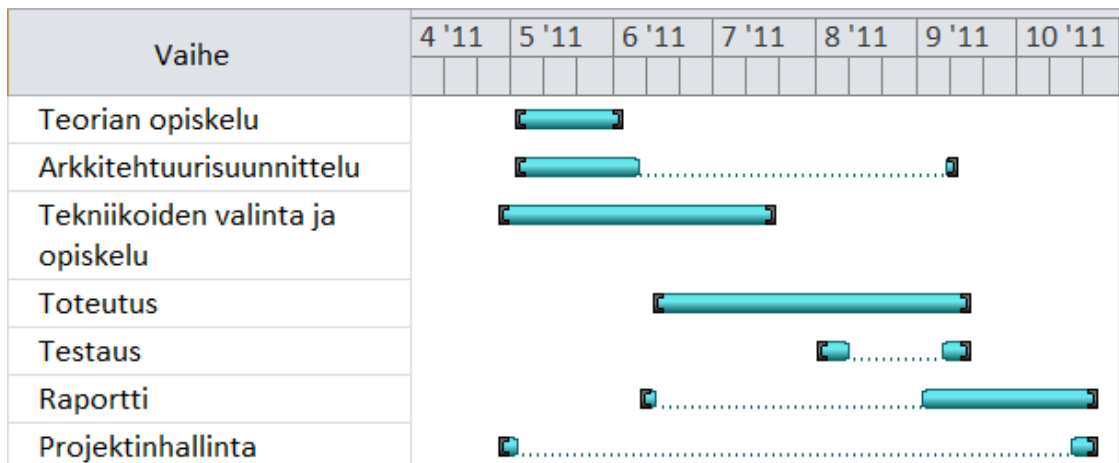 Vaihe
4 '11 5 '11 6 '11 7 '11 8 '11 9 '11 10 '11
Teorian opiskelu
Arkkitehtuurisuunnittelu
Tekniikoiden valinta ja
opiskelu
Toteutus
Testaus
Raportti
Projektinhallinta